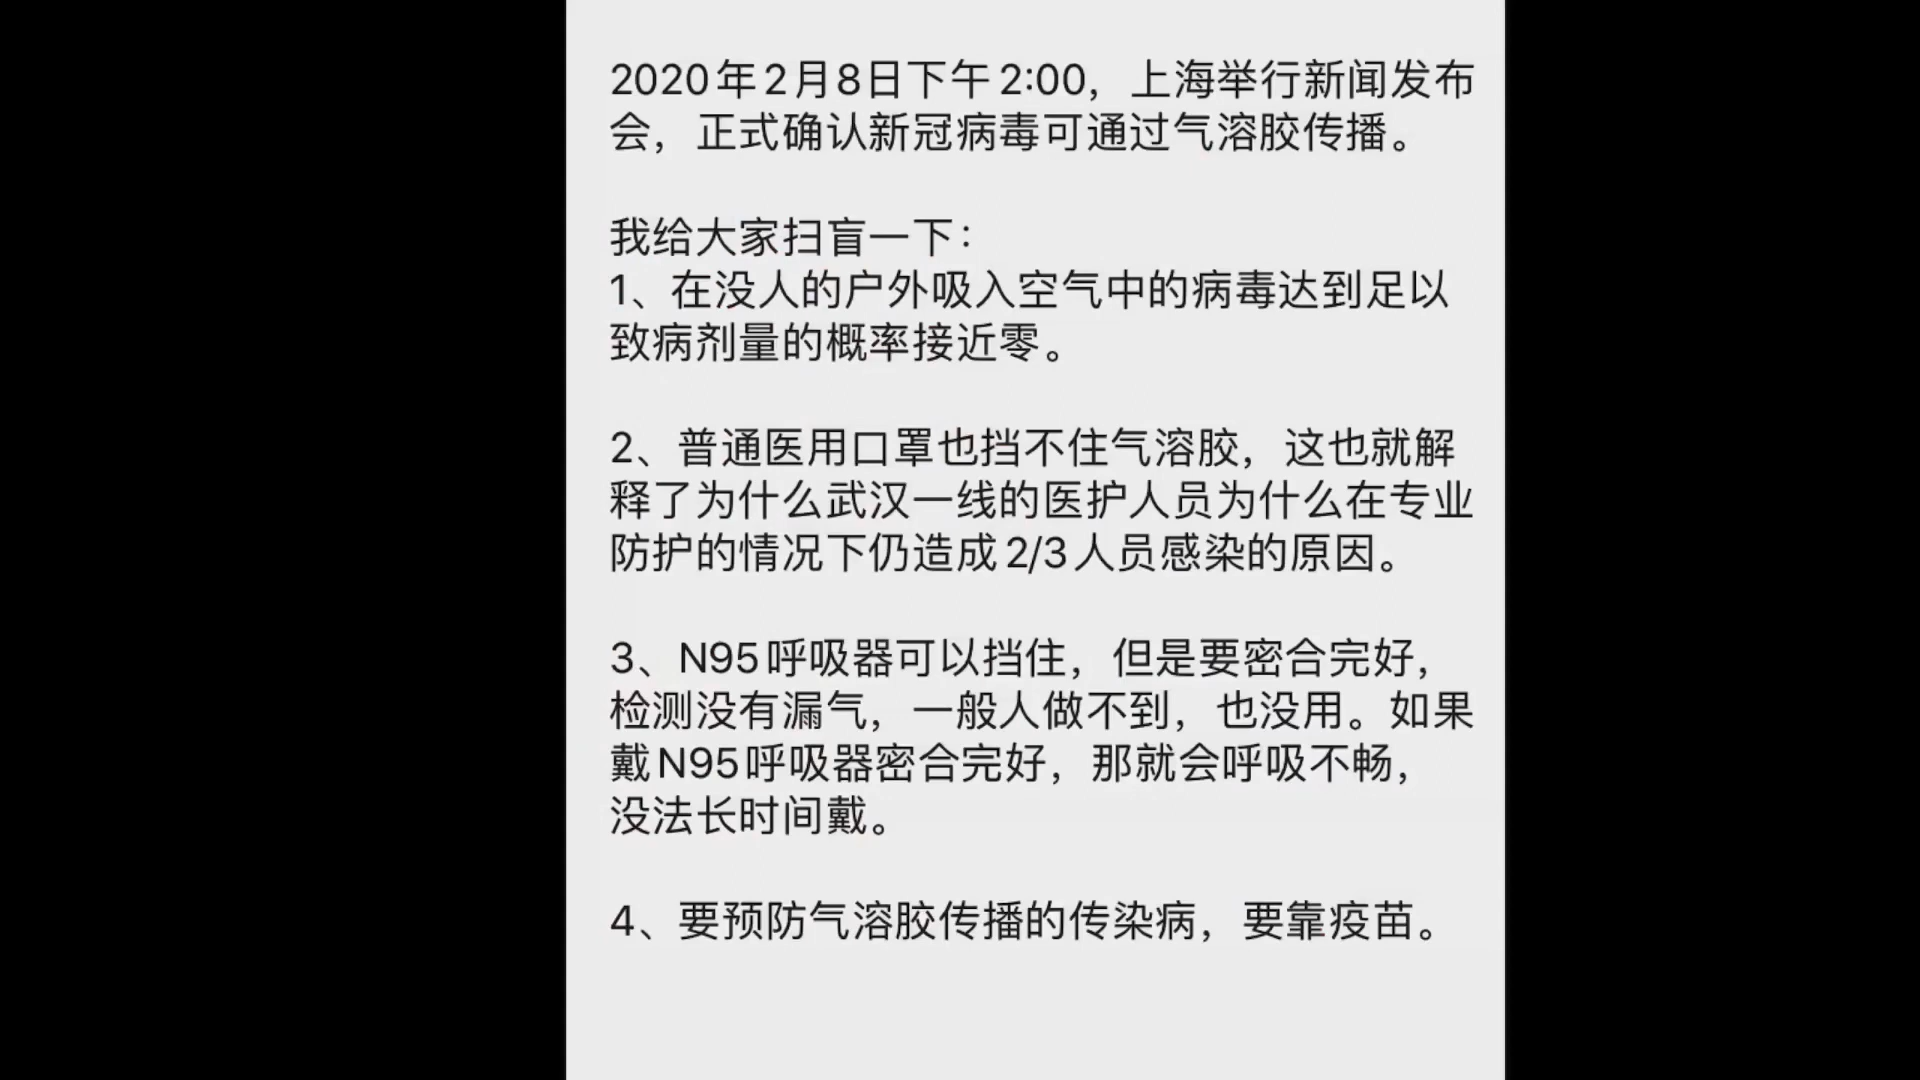 2020年2月8日下午2:00，上海举行新闻发布
会，正式确认新冠病毒可通过气溶胶传播。
我给大家扫盲一下：
1、在没人的户外吸入空气中的病毒达到足以
致病剂量的概率接近零。
2、普通医用口罩也挡不住气溶胶，这也就解
释了为什么武汉一线的医护人员为什么在专业
防护的情况下仍造成2/3人员感染的原因。
3、N95呼吸器可以挡住，但是要密合完好，
检测没有漏气，一般人做不到，也没用。如果
戴N95呼吸器密合完好，那就会呼吸不畅，
没法长时间戴。
4、要预防气溶胶传播的传染病，要靠疫苗。